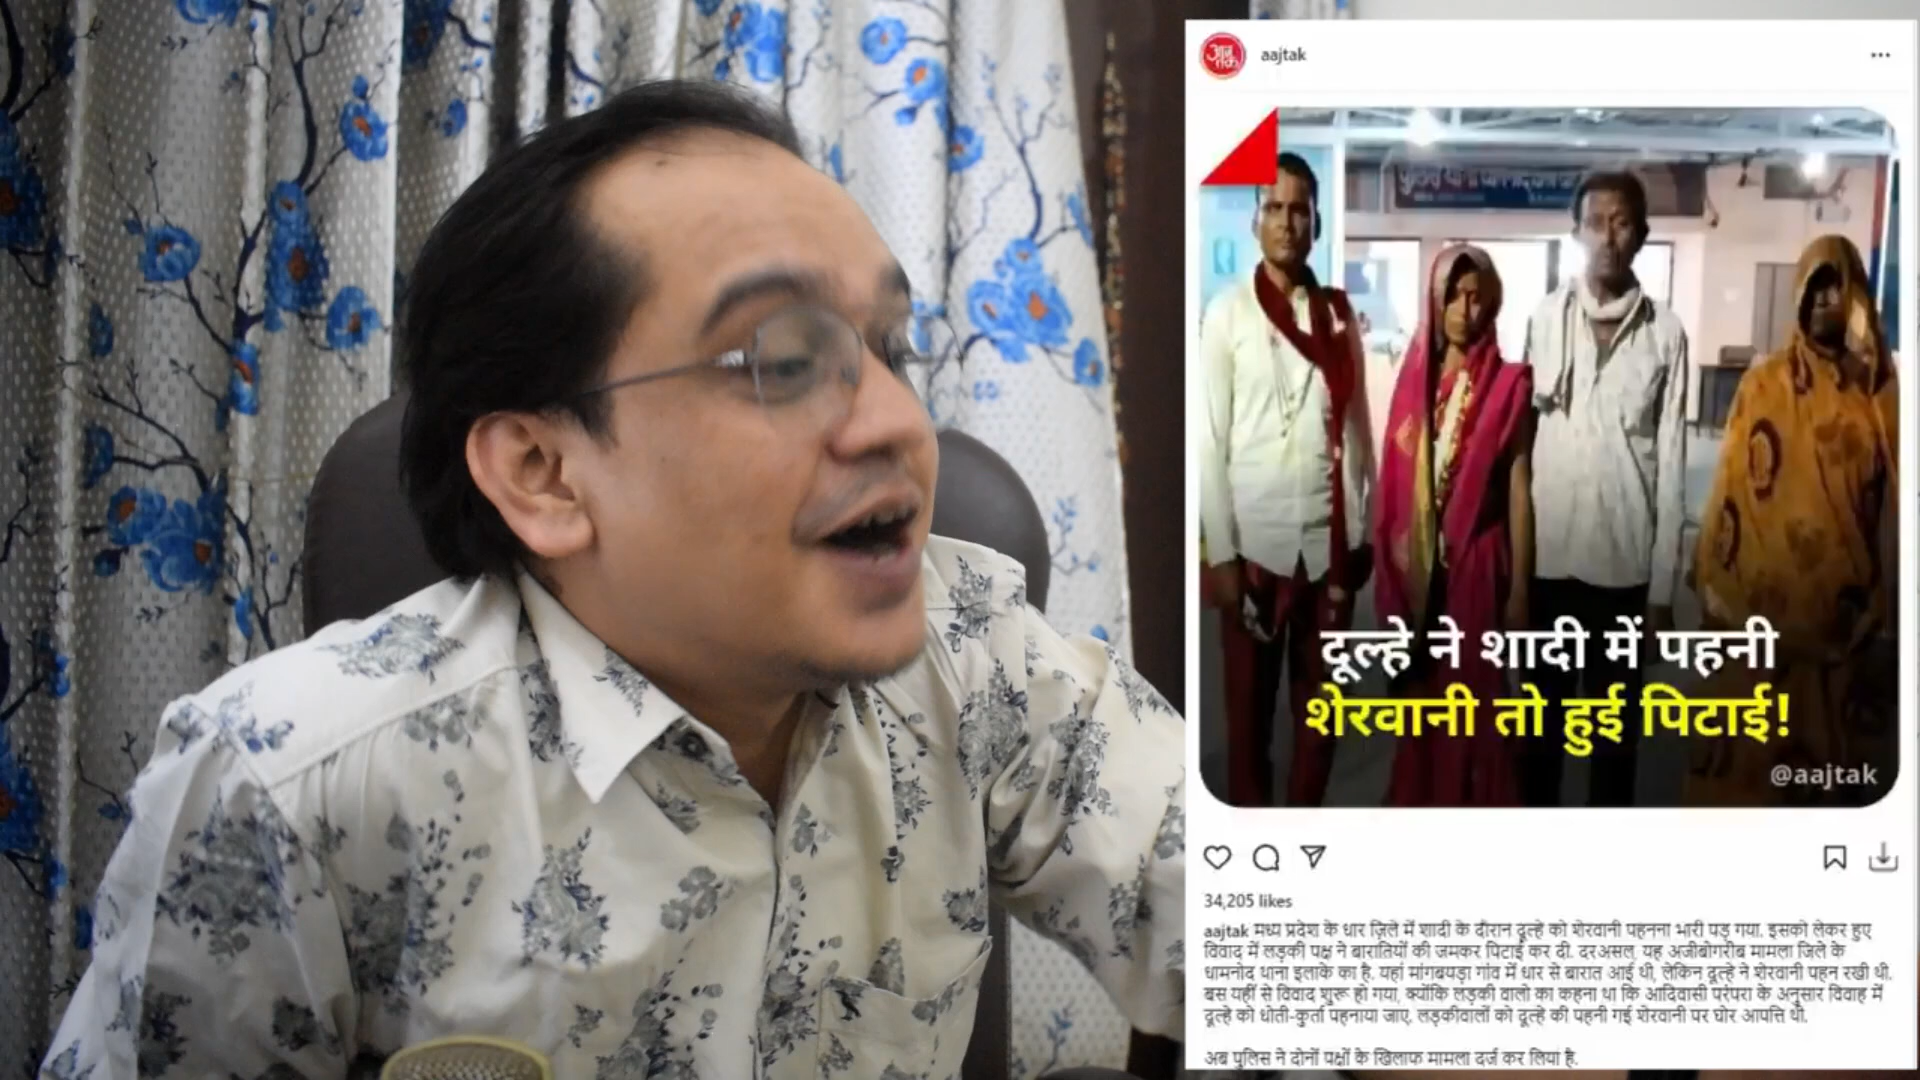 आज तक
aajtak
दूल्हे ने शादी में पहनी
शेरवानी तो हुई पिटाई!
@aajtak
34,205 likes
aajtak मध्य प्रदेश के धार ज़िले में शादी के दौरान दूल्हे को शेरवानी पहनना भारी पड़ गया. इसको लेकर हुए
विवाद में लड़की पक्ष ने बारातियों की जमकर पिटाई कर दी. दरअसल, यह अजीबोगरीब मामला जिले के
धामनोद थाना इलाके का है. यहां मांगबयड़ा गांव में धार से बारात आई थी, लेकिन दूल्हे ने शेरवानी पहन रखी थी.
बस यहीं से विवाद शुरू हो गया, क्योंकि लड़की वालों का कहना था कि आदिवासी परंपरा के अनुसार विवाह में
दूल्हे को धोती-कुर्ता पहनाया जाए. लड़कीवालों को दूल्हे की पहनी गई शेरवानी पर घोर आपत्ति थी.
अब पुलिस ने दोनों पक्षों के खिलाफ मामला दर्ज कर लिया है.